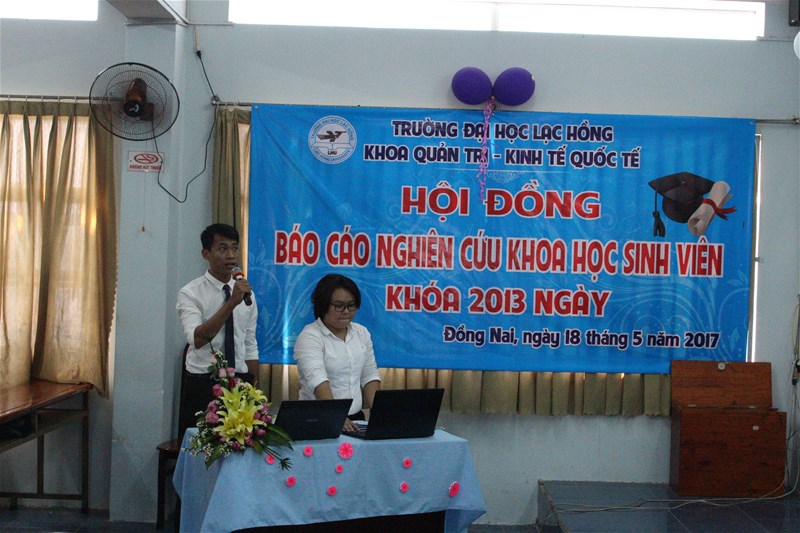 TRƯỜNG ĐẠI HỌC LẠC HỒNG
KHOA QUẢN TRỊ - KINH TẾ QUỐC TẾ
HỘI ĐỒNG
BÁO CÁO NGHIÊN CỨU KHOA HỌC SINH VIÊN
KHÓA 2013 NGÀY
Đồng Nai, ngày 18 tháng 5 năm 2017
LHU